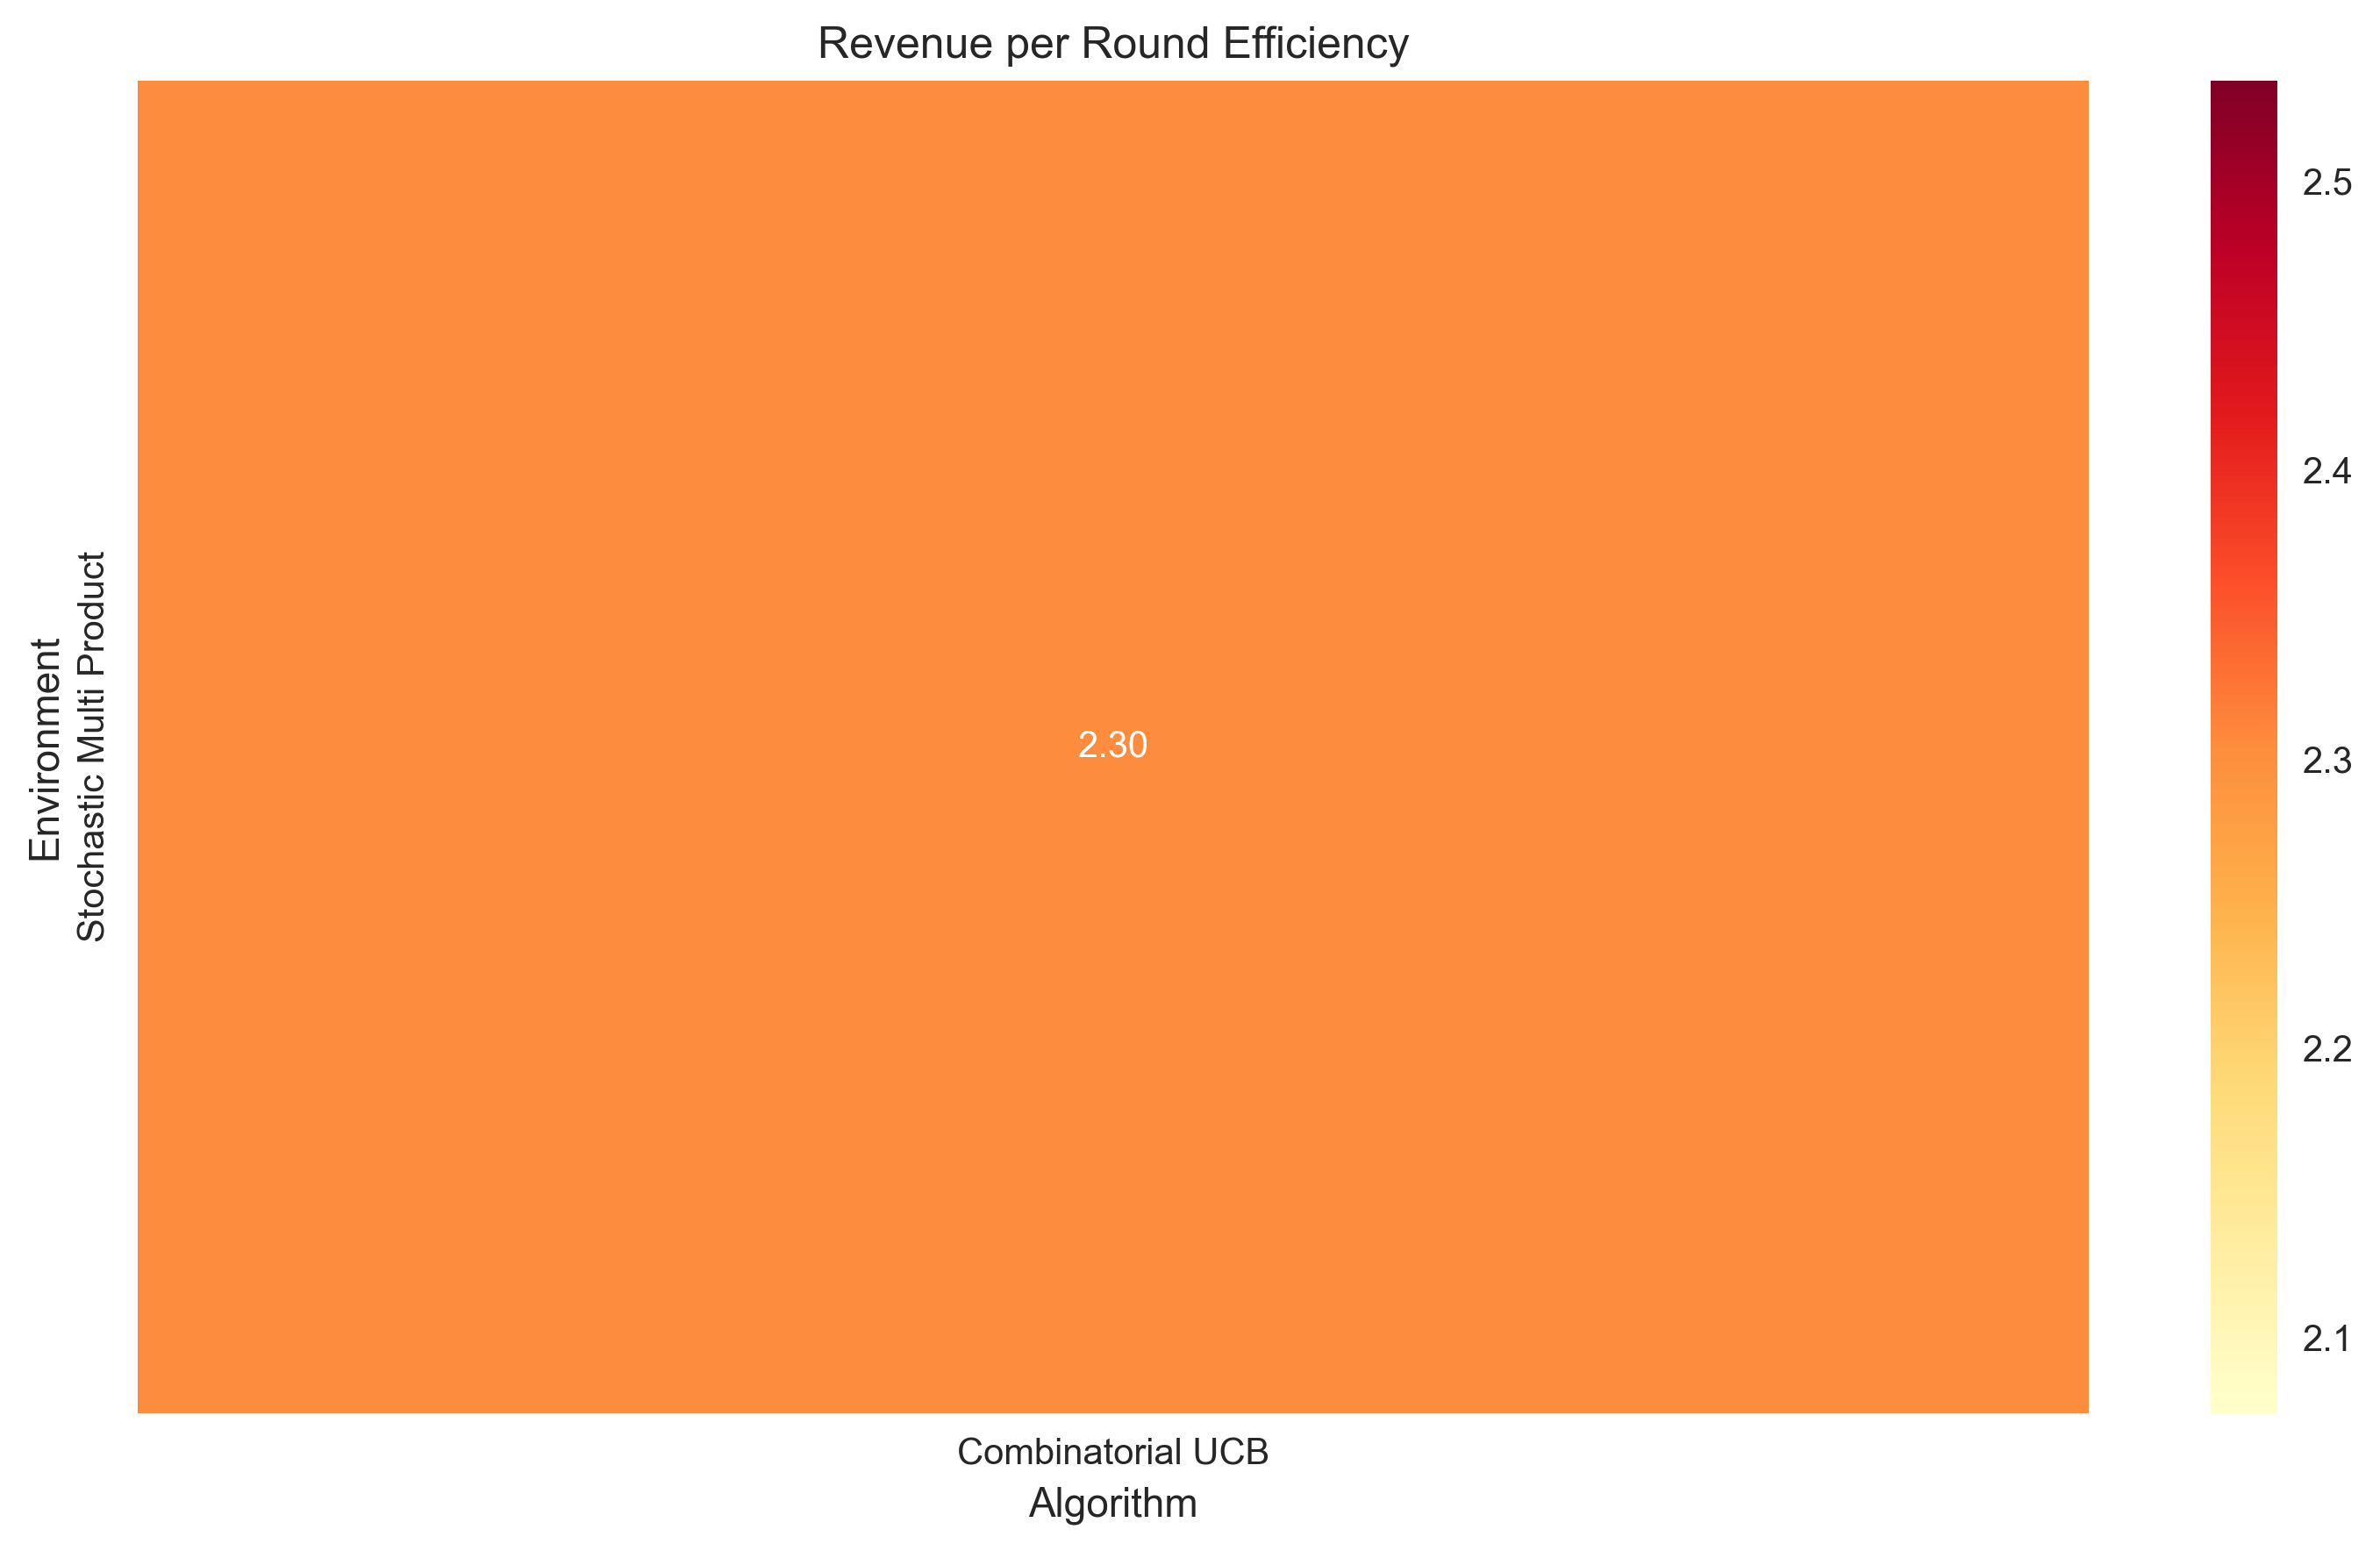 Revenue per Round Efficiency
Environment
Stochastic Multi Product
2.30
Combinatorial UCB
Algorithm
2.5
2.4
2.3
2.2
2.1